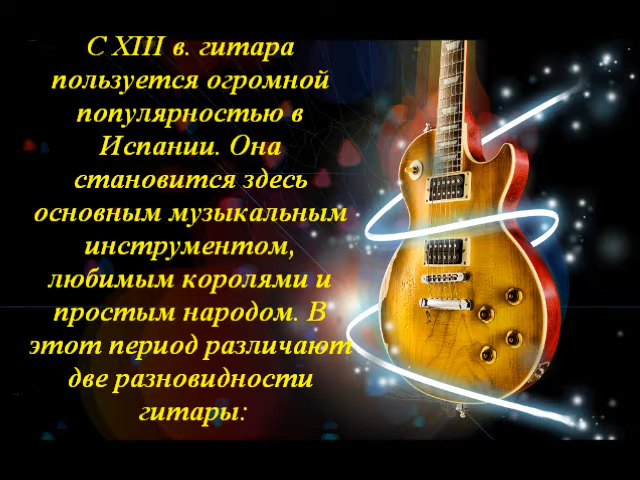 С XIII в. гитара
пользуется огромной
популярностью в
Испании. Она
становится здесь
основным музыкальным
инструментом,
любимым королями и
простым народом. В
этот период различают
две разновидности
гитары: